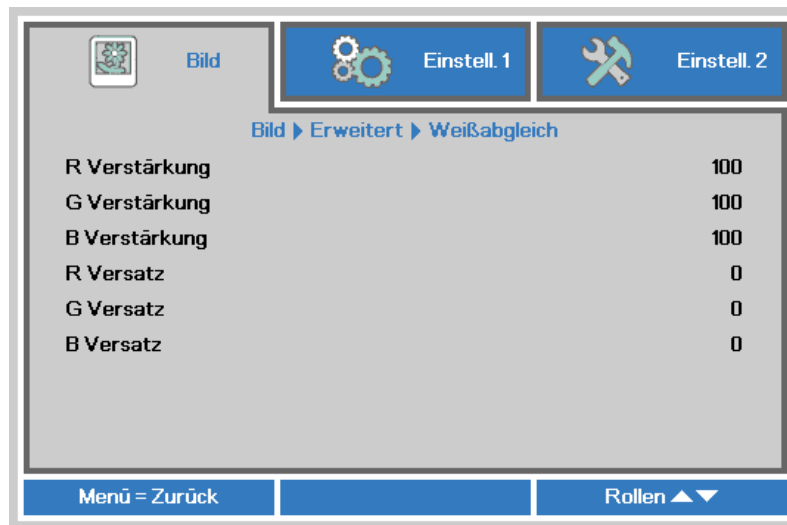 Bild
Einstell. 1
Einstell. 2
Bild ▶ Erweitert ▶ Weißabgleich
R Verstärkung 100
G Verstärkung 100
B Verstärkung 100
R Versatz 0
G Versatz 0
B Versatz 0
Menü = Zurück
Rollen ▲▼